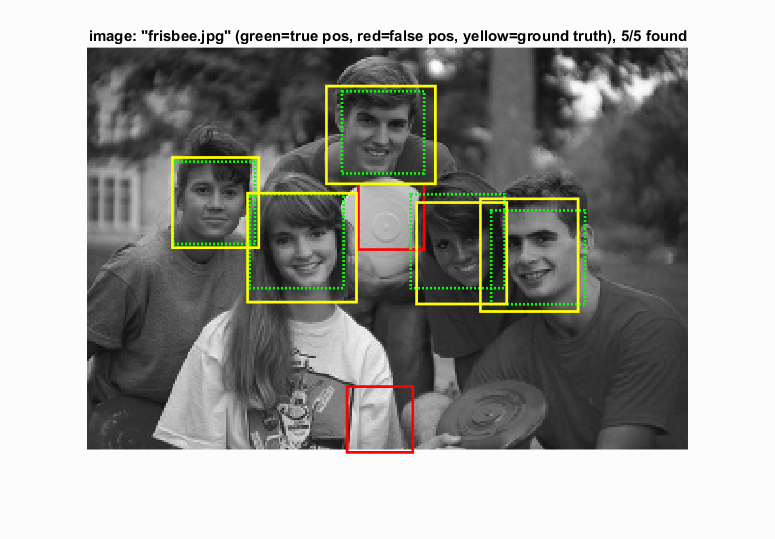 image: "frisbee.jpg" (green=true pos, red=false pos, yellow=ground truth), 5/5 found